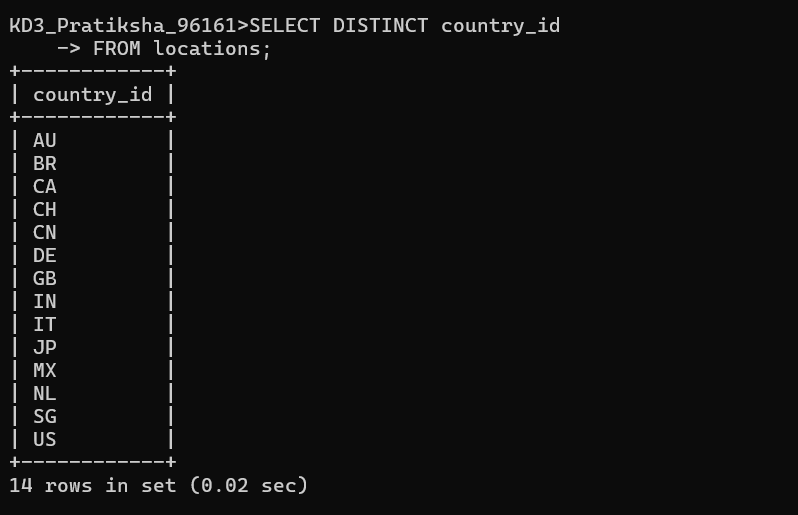 KD3_Pratiksha_96161>SELECT DISTINCT country_id
    -> FROM locations;
+------------+
| country_id |
+------------+
| AU         |
| BR         |
| CA         |
| CH         |
| CN         |
| DE         |
| GB         |
| IN         |
| IT         |
| JP         |
| MX         |
| NL         |
| SG         |
| US         |
+------------+
14 rows in set (0.02 sec)